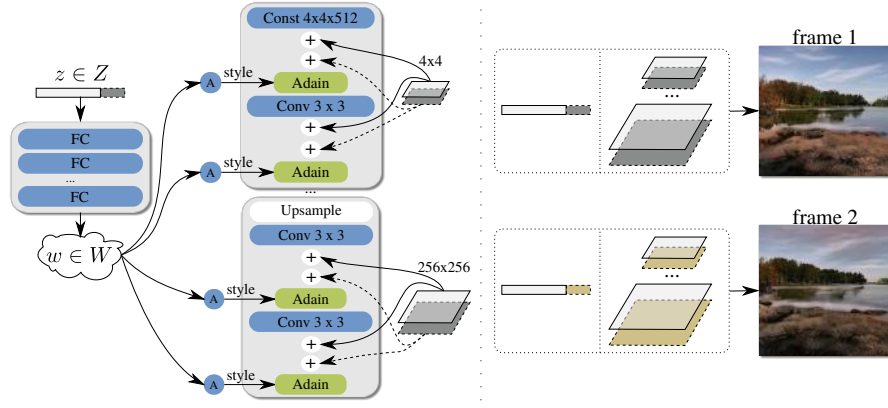 z ∈ Z
FC
FC
...
FC
w ∈ W
A
style
A
style
A
style
A
style
Const 4x4x512
+
+
Adain
Conv 3 x 3
+
+
Adain
4x4
...
Upsample
Conv 3 x 3
+
+
Adain
Conv 3 x 3
+
+
Adain
256x256
frame 1
...
frame 2
...